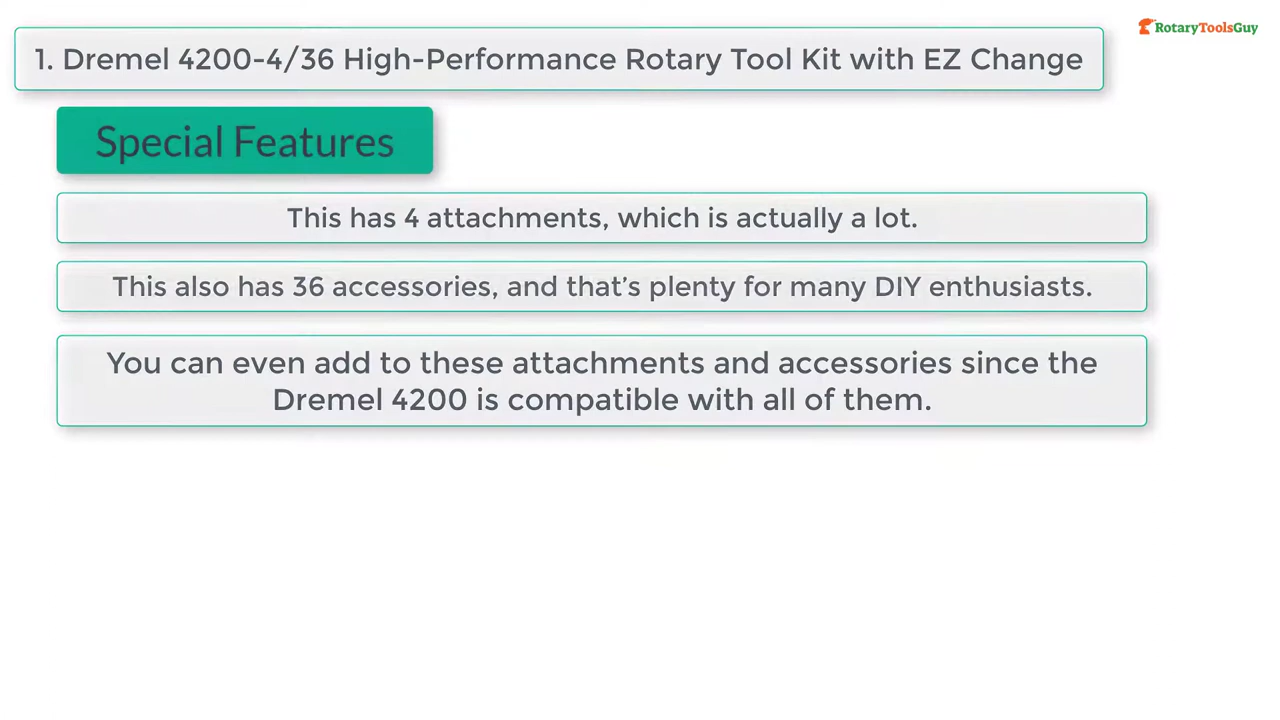 RotaryToolsGuy
1. Dremel 4200-4/36 High-Performance Rotary Tool Kit with EZ Change
Special Features
This has 4 attachments, which is actually a lot.
This also has 36 accessories, and that’s plenty for many DIY enthusiasts.
You can even add to these attachments and accessories since the
Dremel 4200 is compatible with all of them.